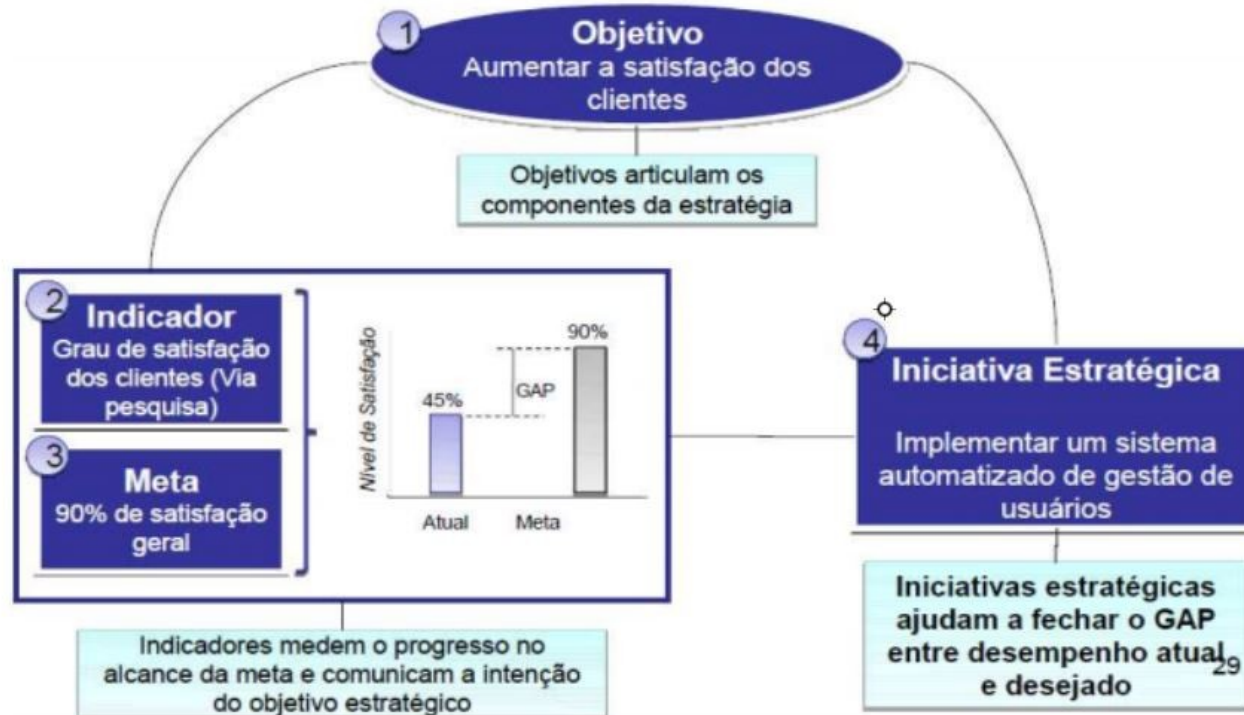 1
Objetivo
Aumentar a satisfação dos
clientes
Objetivos articulam os
componentes da estratégia
2
Indicador
Grau de satisfação
dos clientes (Via
pesquisa)
3
Meta
90% de satisfação
geral
Nível de Satisfação
45%
GAP
90%
Atual
Meta
Indicadores medem o progresso no
alcance da meta e comunicam a intenção
do objetivo estratégico
4
Iniciativa Estratégica
Implementar um sistema
automatizado de gestão de
usuários
Iniciativas estratégicas
ajudam a fechar o GAP
entre desempenho atual
e desejado
29